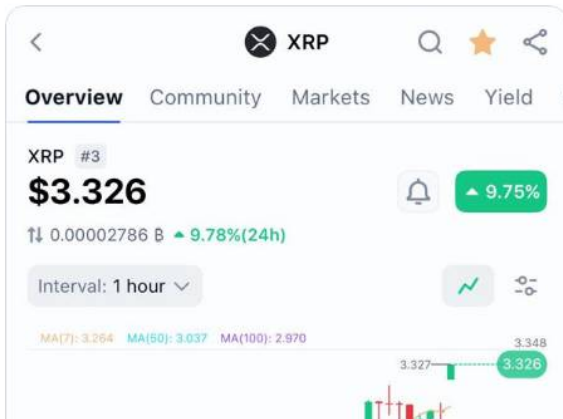 XRP
Overview Community Markets News Yield
XRP #3
$3.326
9.75%
0.00002786 ₿ 9.78%(24h)
Interval: 1 hour
MA(7): 3.264 MA(50): 3.037 MA(100): 2.970
3.348
3.327
3.326